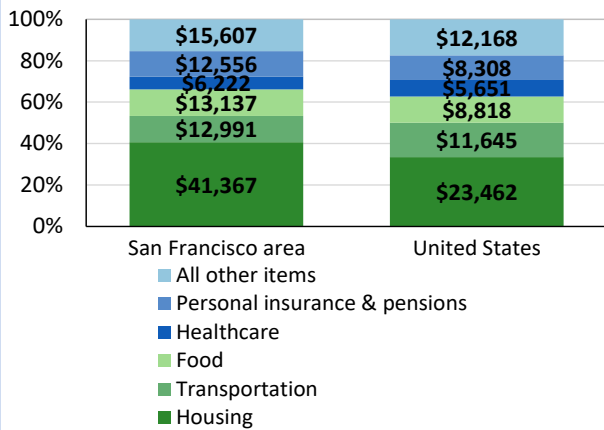 100%
80%
60%
40%
20%
0%
$15,607
$12,556
$6,222
$13,137
$12,991
$41,367
$12,168
$8,308
$5,651
$8,818
$11,645
$23,462
San Francisco area
United States
All other items
Personal insurance & pensions
Healthcare
Food
Transportation
Housing